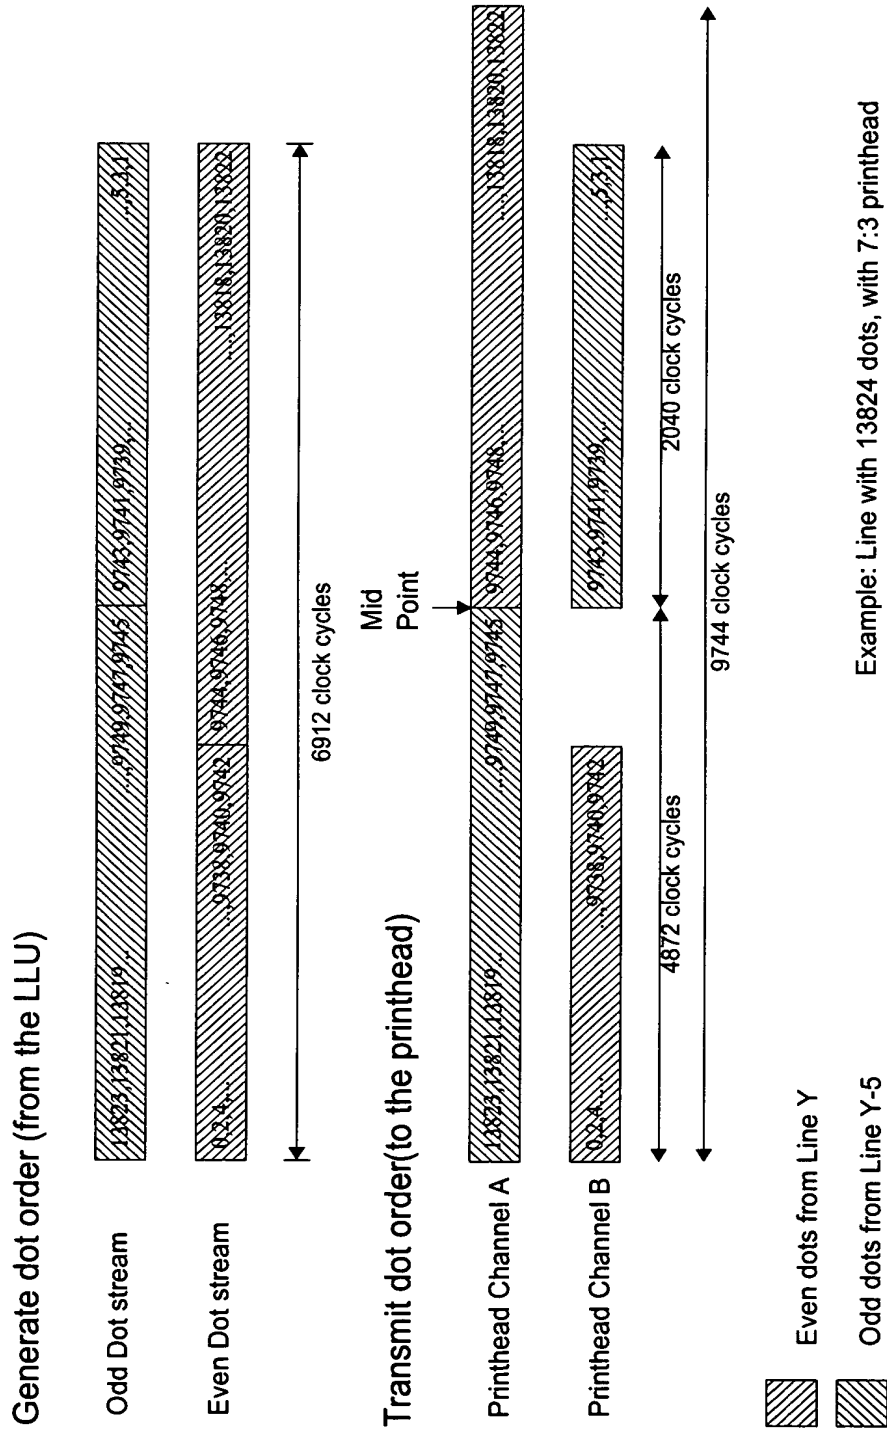 Generate dot order (from the LLU)
Odd Dot stream
13823,13821,13819...
...,9749,9747,9745
9743,9741,9739,...
...,5,3,1
Even Dot stream
0,2,4,...
...,9738,9740,9742
9744,9746,9748,...
...,13818,13820,13822
6912 clock cycles
Transmit dot order(to the printhead)
Mid
Point
Printhead Channel A
13823,13821,13819...
...,9749,9747,9745
9744,9746,9748,...
...,13818,13820,13822
Printhead Channel B
0,2,4,...
...,9738,9740,9742
9743,9741,9739,...
...,5,3,1
4872 clock cycles
2040 clock cycles
9744 clock cycles
Even dots from Line Y
Odd dots from Line Y-5
Example: Line with 13824 dots, with 7:3 printhead